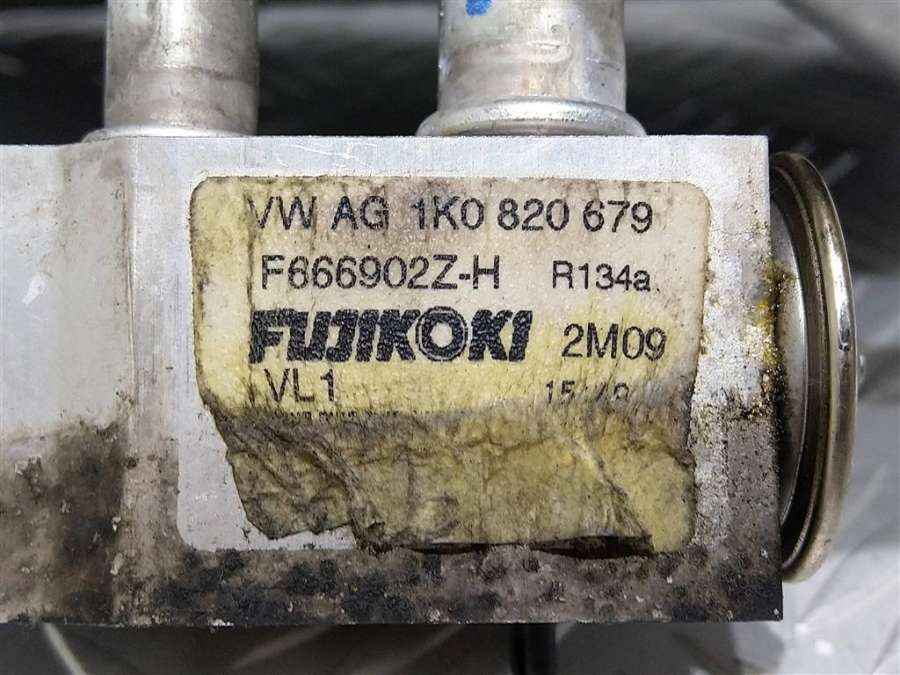 VW AG 1K0 820 679
F666902Z-H R134a
FUJIKOKI 2M09
VL1